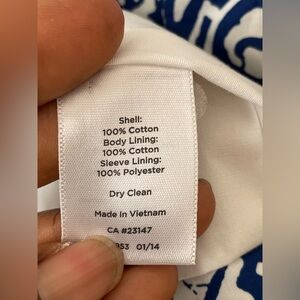 Shell:
100% Cotton
Body Lining:
100% Cotton
Sleeve Lining:
100% Polyester
Dry Clean
Made in Vietnam
CA #23147
01/14